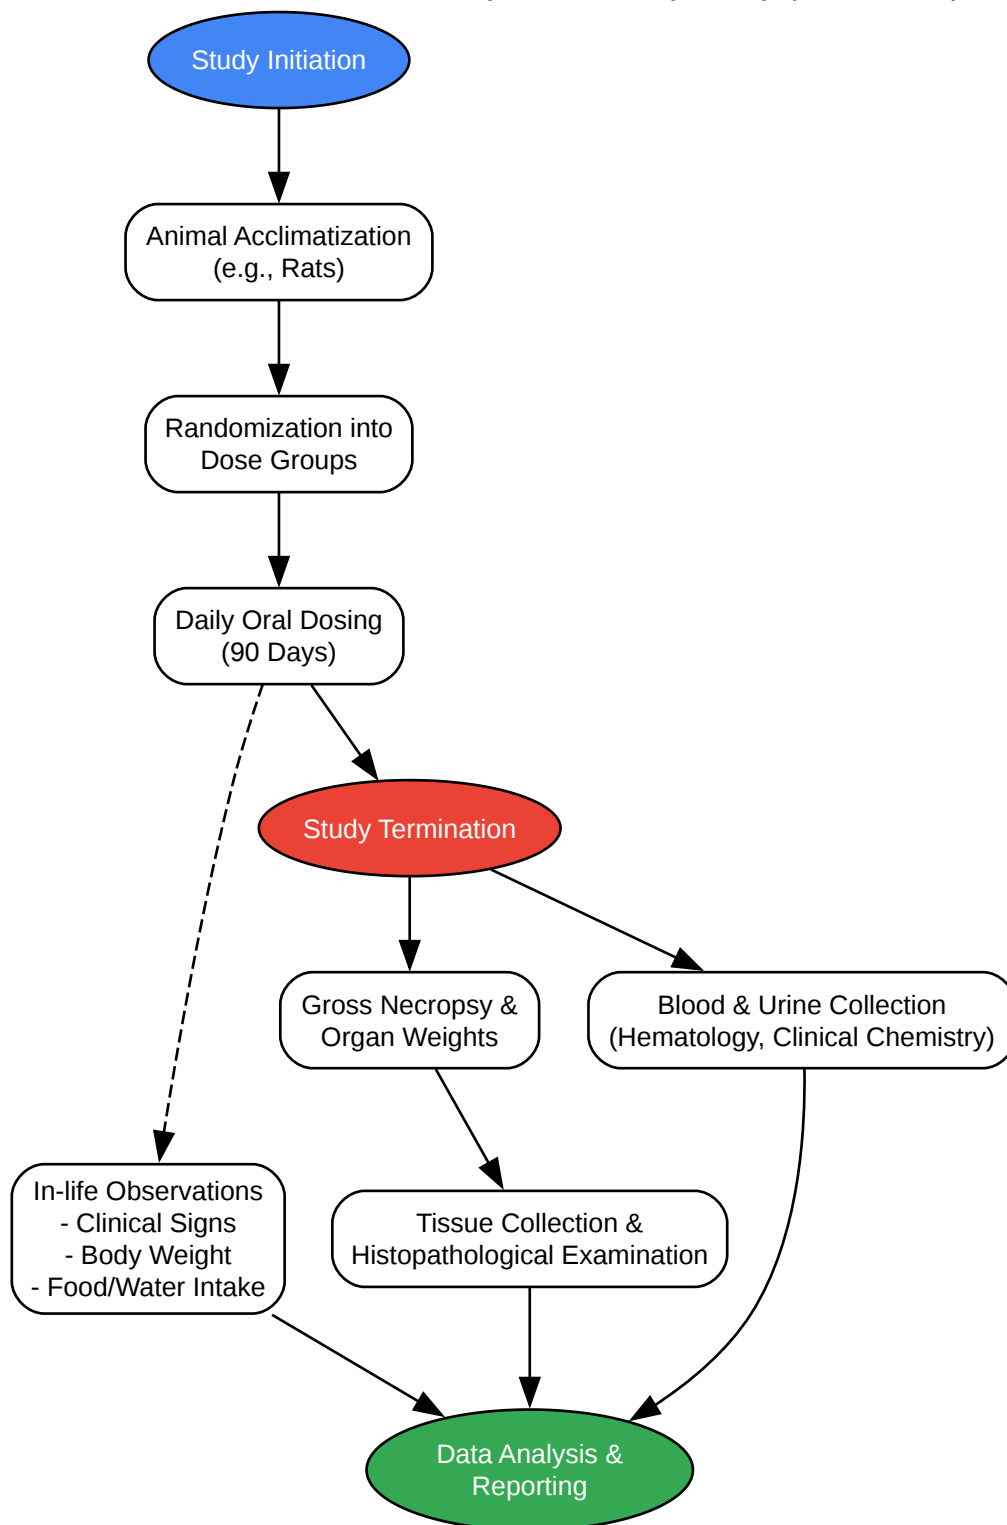 Study Initiation
Animal Acclimatization
(e.g., Rats)
Randomization into
Dose Groups
Daily Oral Dosing
(90 Days)
Study Termination
Gross Necropsy &
Organ Weights
Blood & Urine Collection
(Hematology, Clinical Chemistry)
In-life Observations
- Clinical Signs
- Body Weight
- Food/Water Intake
Tissue Collection &
Histopathological Examination
Data Analysis &
Reporting